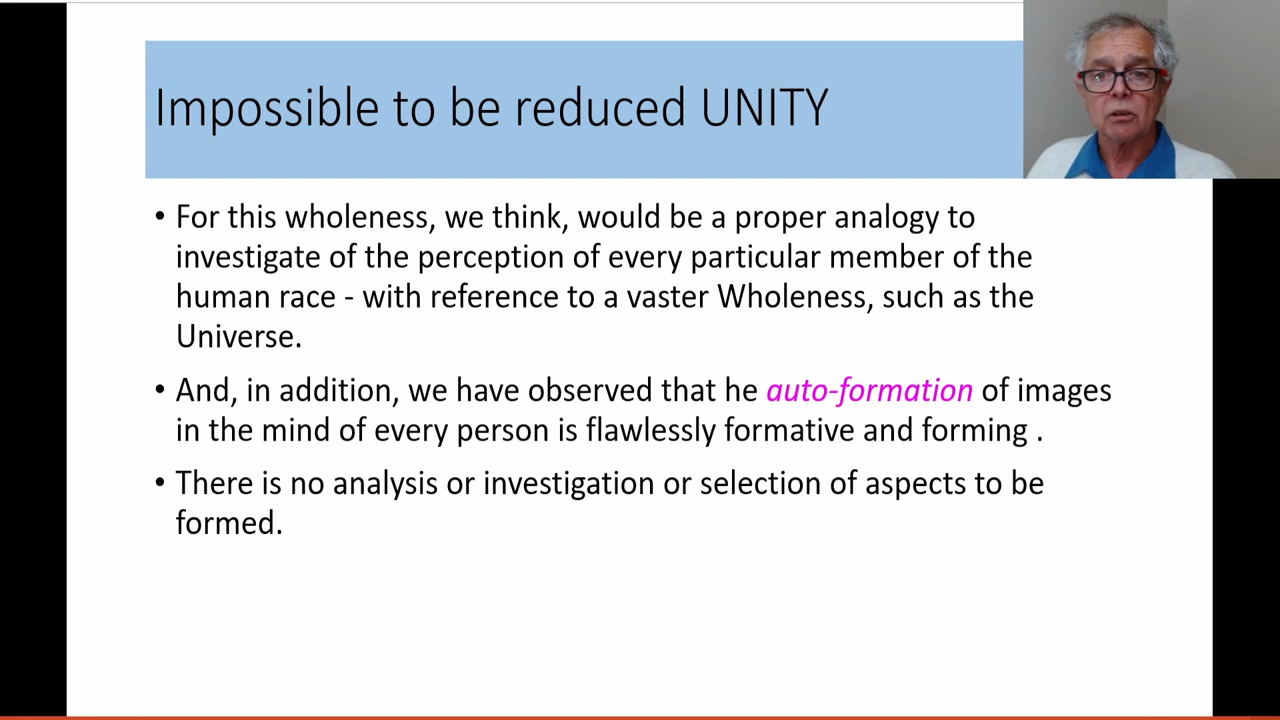 Impossible to be reduced UNITY
• For this wholeness, we think, would be a proper analogy to
investigate of the perception of every particular member of the
human race - with reference to a vaster Wholeness, such as the
Universe.
• And, in addition, we have observed that he auto-formation of images
in the mind of every person is flawlessly formative and forming .
• There is no analysis or investigation or selection of aspects to be
formed.